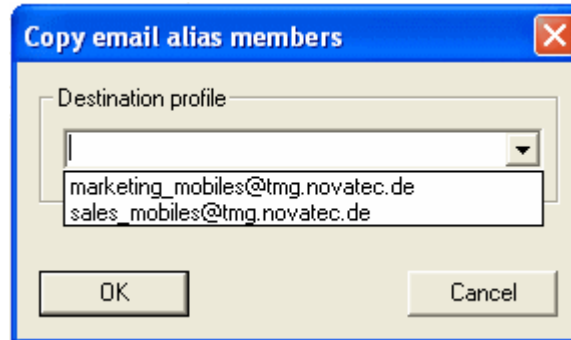 Copy email alias members
Destination profile
marketing_mobiles@tmg.novatec.de
sales_mobiles@tmg.novatec.de
OK Cancel